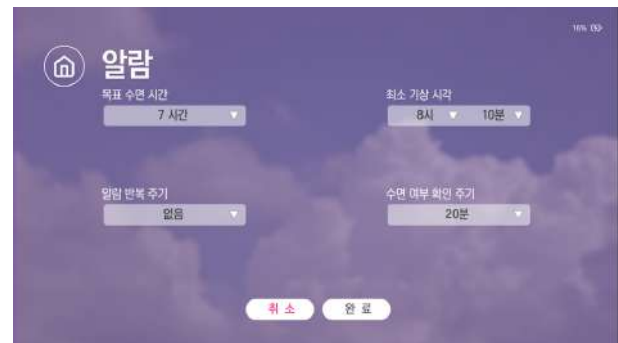 16%
알람
목표 수면 시간
최소 기상 시각
7 시간
8시 10분
알람 반복 주기
수면 여부 확인 주기
없음
20분
취 소
완 료